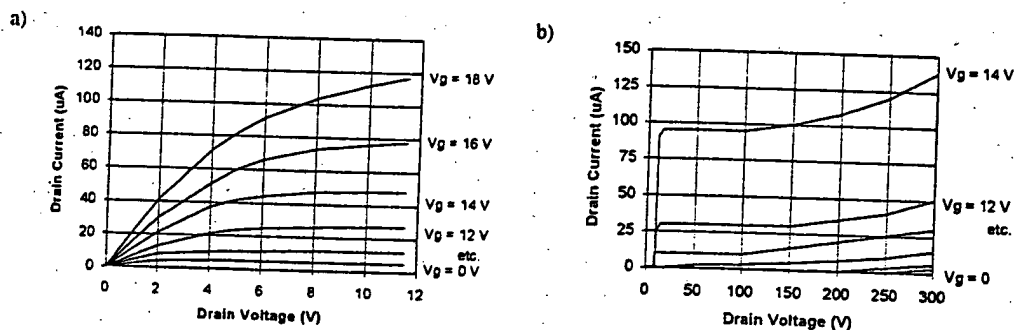 a)
Drain Current (uA)
140
120
100
80
60
40
20
0
0 2 4 6 8 10 12
Drain Voltage (V)
Vg = 18 V
Vg = 16 V
Vg = 14 V
Vg = 12 V
etc.
Vg = 0 V
b)
Drain Current (uA)
150
125
100
75
50
25
0
0 50 100 150 200 250 300
Drain Voltage (V)
Vg = 14 V
Vg = 12 V
etc.
Vg = 0